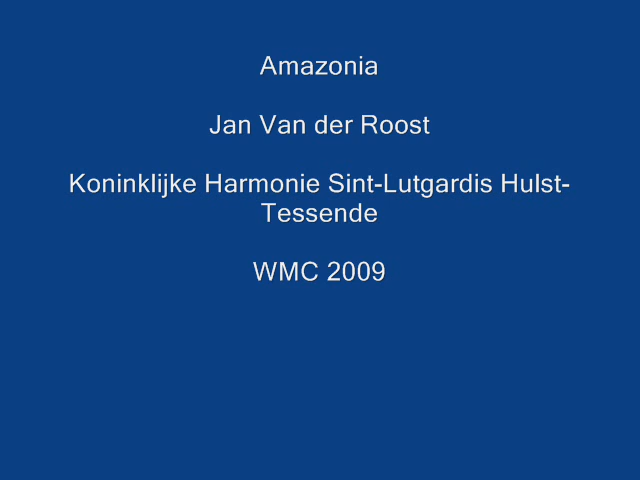 Amazonia
Jan Van der Roost
Koninklijke Harmonie Sint-Lutgardis Hulst-
Tessende
WMC 2009